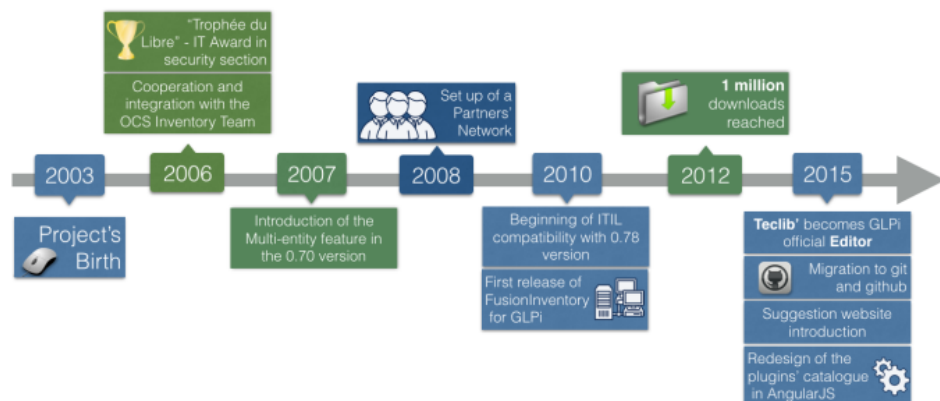 "Trophée du
Libre" - IT Award in
security section
Cooperation and
integration with the
OCS Inventory Team
Set up of a
Partners'
Network
1 million
downloads
reached
2003
2006
2007
2008
2010
2012
2015
Project's
Birth
Introduction of the
Multi-entity feature in
the 0.70 version
Beginning of ITIL
compatibility with 0.78
version
First release of
FusionInventory
for GLPi
Teclib' becomes GLPi
official Editor
Migration to git
and github
Suggestion website
introduction
Redesign of the
plugins' catalogue
in AngularJS